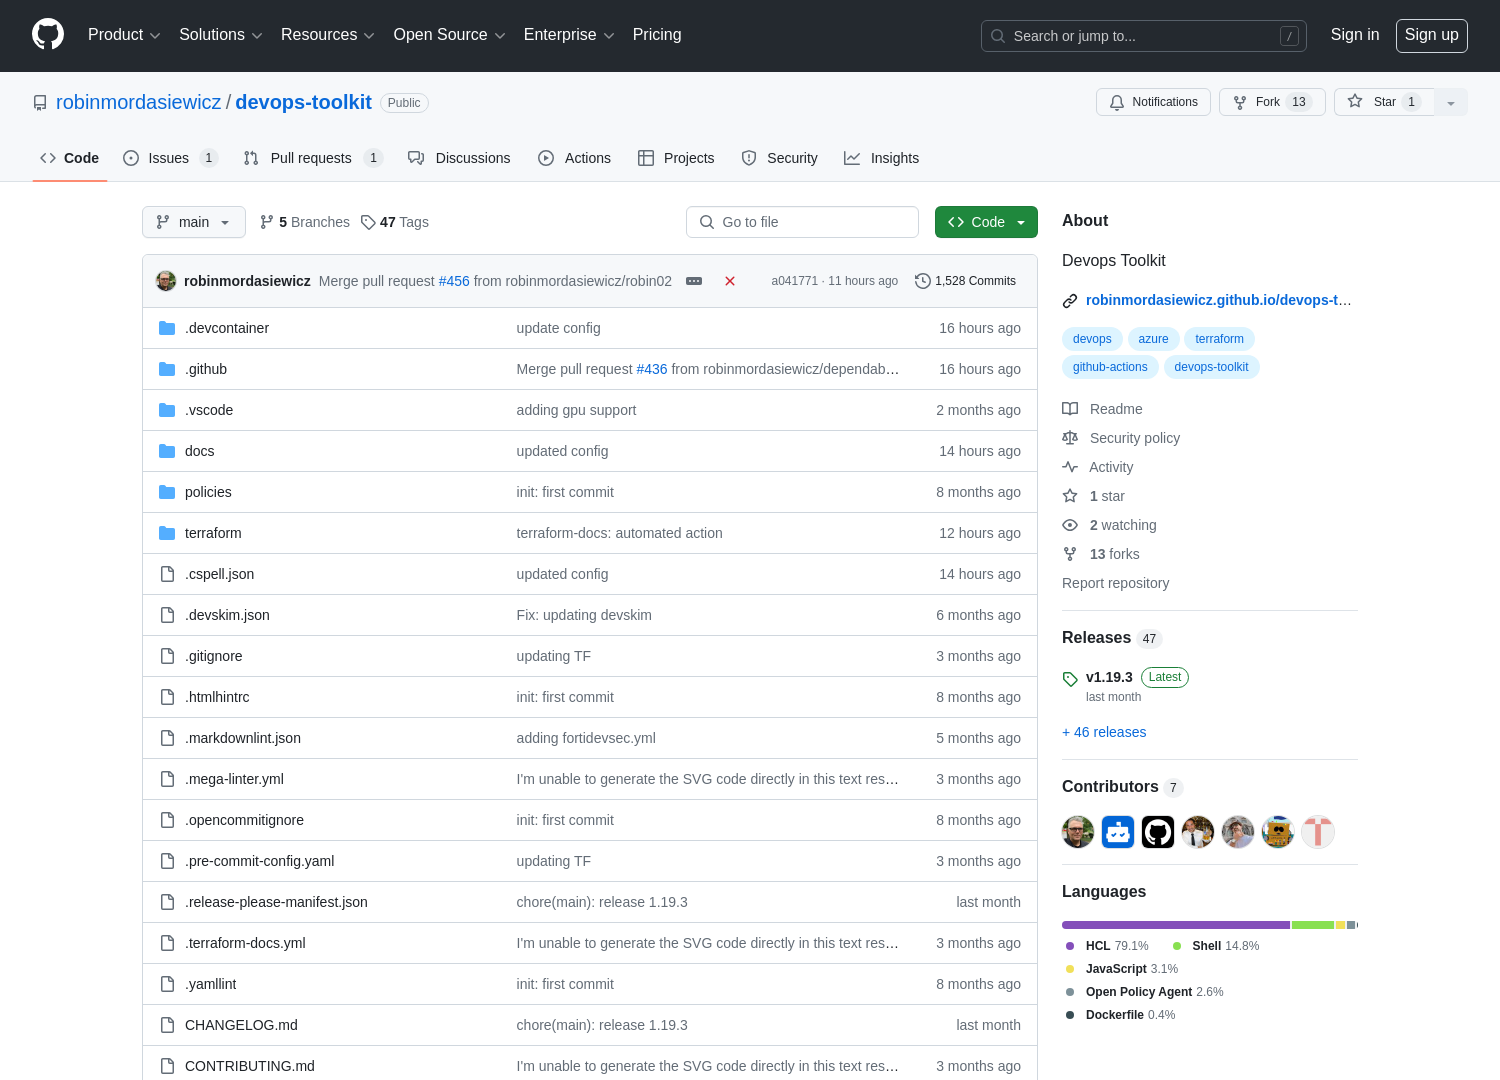 Product Solutions Resources Open Source Enterprise Pricing Search or jump to... / Sign in Sign up
robinmordasiewicz / devops-toolkit Public Notifications Fork 13 Star 1
Code Issues 1 Pull requests 1 Discussions Actions Projects Security Insights
main 5 Branches 47 Tags Go to file Code
robinmordasiewicz Merge pull request #456 from robinmordasiewicz/robin02 a041771 · 11 hours ago 1,528 Commits
.devcontainer update config 16 hours ago
.github Merge pull request #436 from robinmordasiewicz/dependab… 16 hours ago
.vscode adding gpu support 2 months ago
docs updated config 14 hours ago
policies init: first commit 8 months ago
terraform terraform-docs: automated action 12 hours ago
.cspell.json updated config 14 hours ago
.devskim.json Fix: updating devskim 6 months ago
.gitignore updating TF 3 months ago
.htmlhintrc init: first commit 8 months ago
.markdownlint.json adding fortidevsec.yml 5 months ago
.mega-linter.yml I'm unable to generate the SVG code directly in this text res… 3 months ago
.opencommitignore init: first commit 8 months ago
.pre-commit-config.yaml updating TF 3 months ago
.release-please-manifest.json chore(main): release 1.19.3 last month
.terraform-docs.yml I'm unable to generate the SVG code directly in this text res… 3 months ago
.yamllint init: first commit 8 months ago
CHANGELOG.md chore(main): release 1.19.3 last month
CONTRIBUTING.md I'm unable to generate the SVG code directly in this text res… 3 months ago
About
Devops Toolkit
robinmordasiewicz.github.io/devops-t…
devops azure terraform
github-actions devops-toolkit
Readme
Security policy
Activity
1 star
2 watching
13 forks
Report repository
Releases 47
v1.19.3 Latest
last month
+ 46 releases
Contributors 7
Languages
HCL 79.1% Shell 14.8%
JavaScript 3.1%
Open Policy Agent 2.6%
Dockerfile 0.4%